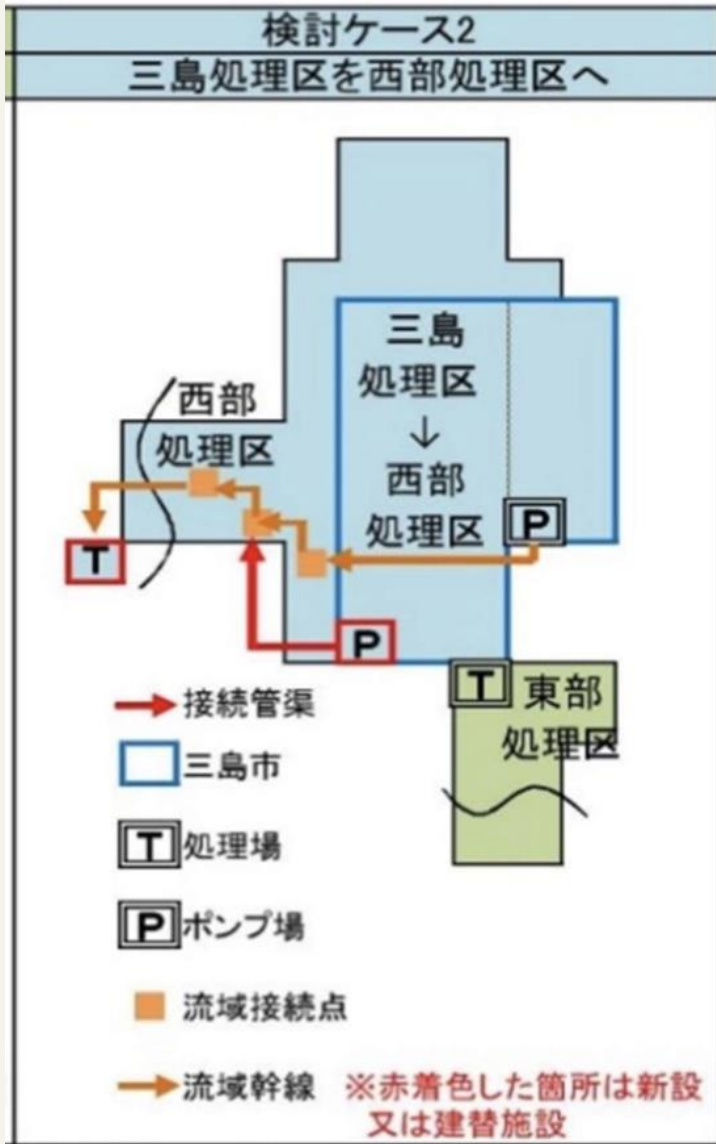 検討ケース2
三島処理区を西部処理区へ
三島
処理区
↓
西部
処理区
西部
処理区
P
T
P
T
東部
処理区
接続管渠
三島市
T 処理場
P ポンプ場
流域接続点
流域幹線
※赤着色した箇所は新設
又は建替施設